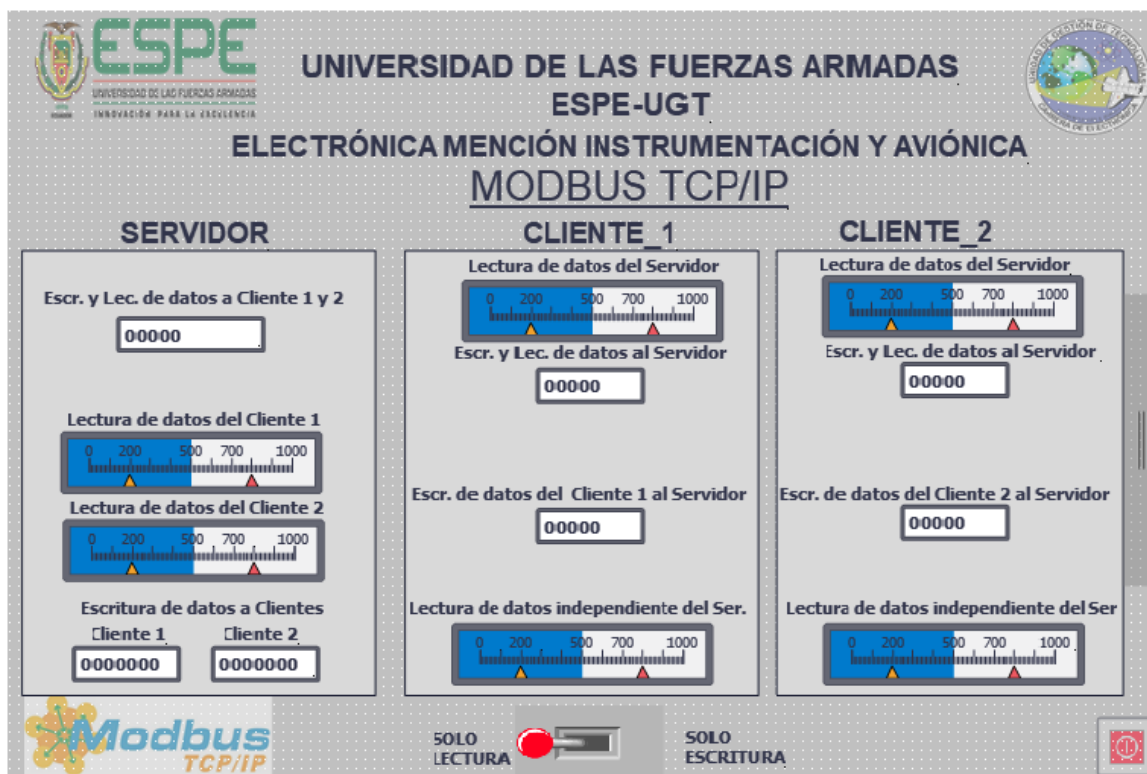 ESPE
UNIVERSIDAD DE LAS FUERZAS ARMADAS
INNOVACIÓN PARA LA EXCELENCIA
UNIVERSIDAD DE LAS FUERZAS ARMADAS
ESPE-UGT
ELECTRÓNICA MENCIÓN INSTRUMENTACIÓN Y AVIÓNICA
MODBUS TCP/IP
SERVIDOR
Escr. y Lec. de datos a Cliente 1 y 2
00000
Lectura de datos del Cliente 1
0 200 500 700 1000
Lectura de datos del Cliente 2
0 200 500 700 1000
Escritura de datos a Clientes
Cliente 1 Cliente 2
0000000 0000000
CLIENTE_1
Lectura de datos del Servidor
0 200 500 700 1000
Escr. y Lec. de datos al Servidor
00000
Escr. de datos del Cliente 1 al Servidor
00000
Lectura de datos independiente del Ser.
0 200 500 700 1000
CLIENTE_2
Lectura de datos del Servidor
0 200 500 700 1000
Escr. y Lec. de datos al Servidor
00000
Escr. de datos del Cliente 2 al Servidor
00000
Lectura de datos independiente del Ser
0 200 500 700 1000
Modbus
TCP/IP
SOLO
LECTURA
SOLO
ESCRITURA